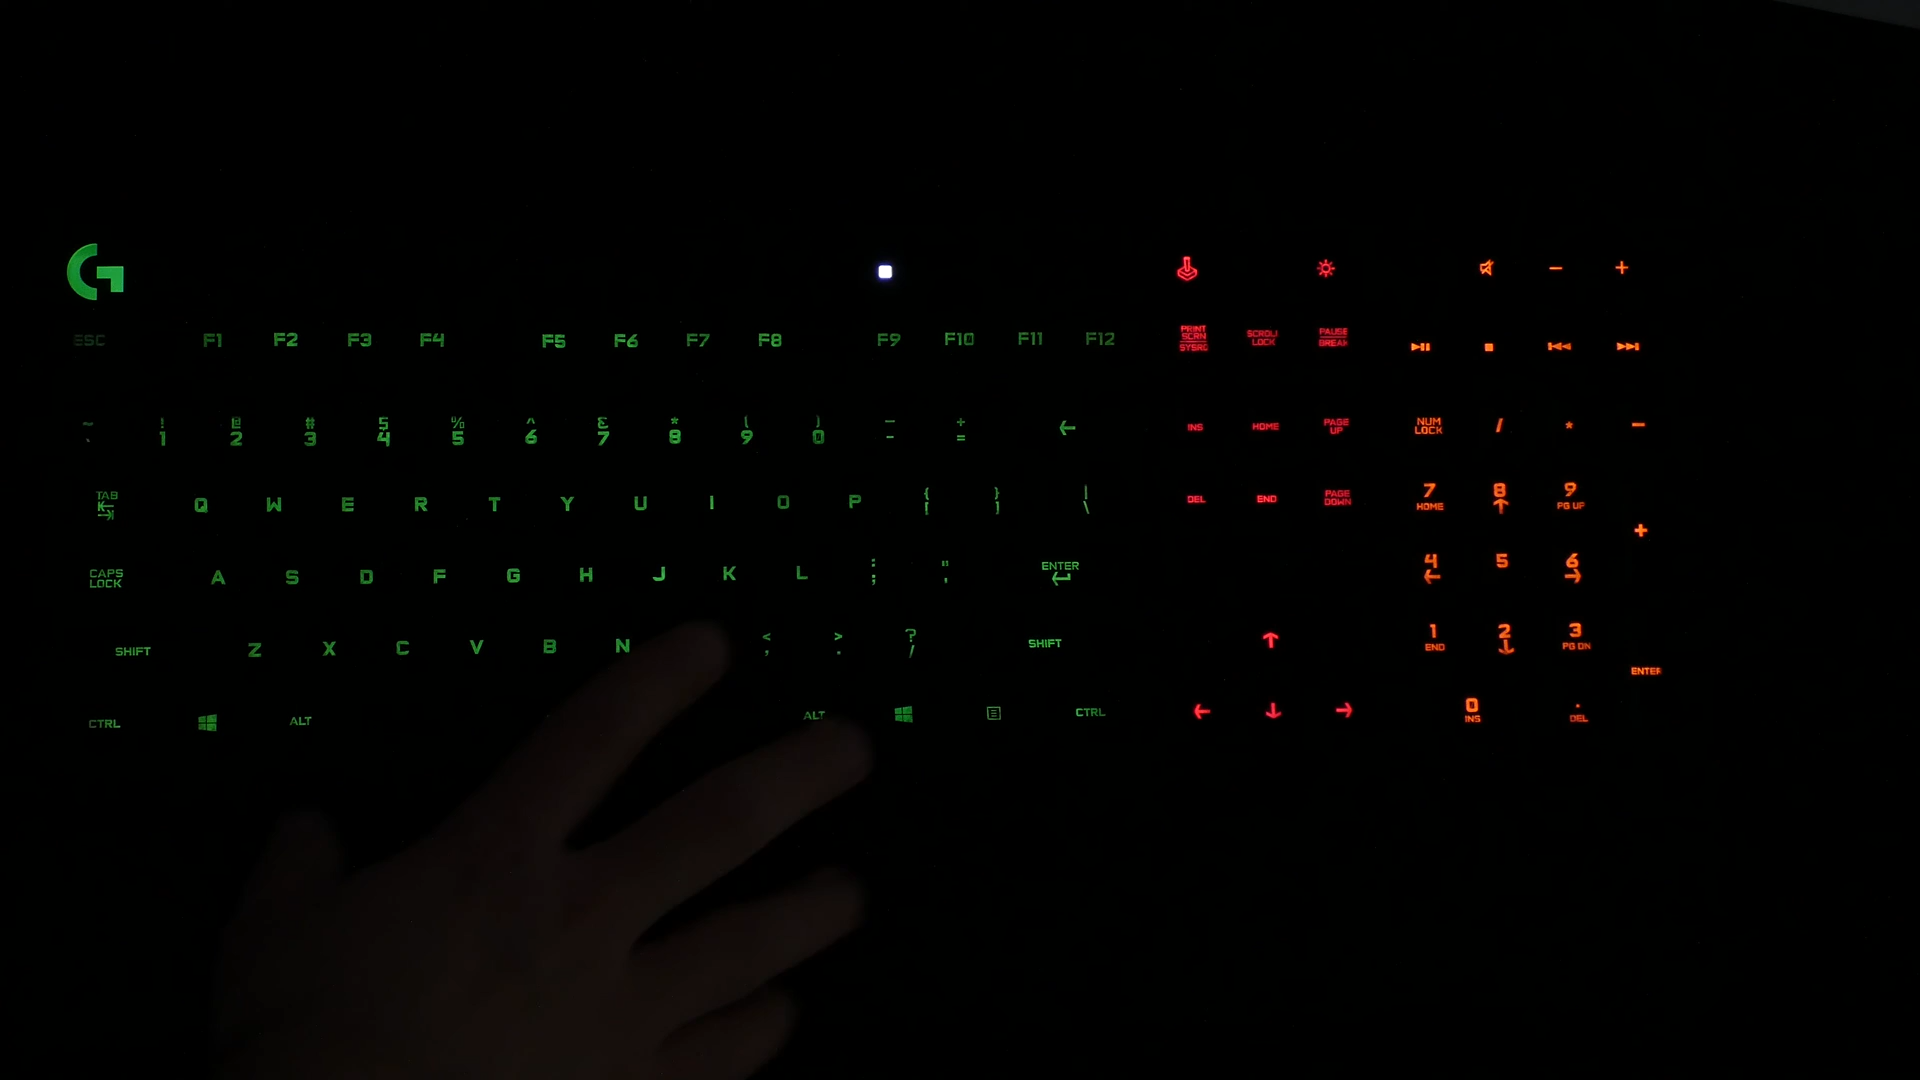 G
ESC F1 F2 F3 F4 F5 F6 F7 F8 F9 F10 F11 F12 PRINT SCRN SYSRQ SCROLL LOCK PAUSE BREAK
~ ! @ # $ % ^ & * ( ) — + NUM LOCK / * −
` 1 2 3 4 5 6 7 8 9 0 - = ← INS HOME PAGE UP
TAB Q W E R T Y U I O P { [ } ] | \ DEL END PAGE DOWN 7 HOME 8 ↑ 9 PG UP
+
CAPS LOCK A S D F G H J K L : ; " ' ENTER 4 ← 5 6 →
SHIFT Z X C V B N < , > . ? / SHIFT ↑ 1 END 2 ↓ 3 PG DN
ENTER
CTRL ALT ALT CTRL ← ↓ → 0 INS . DEL